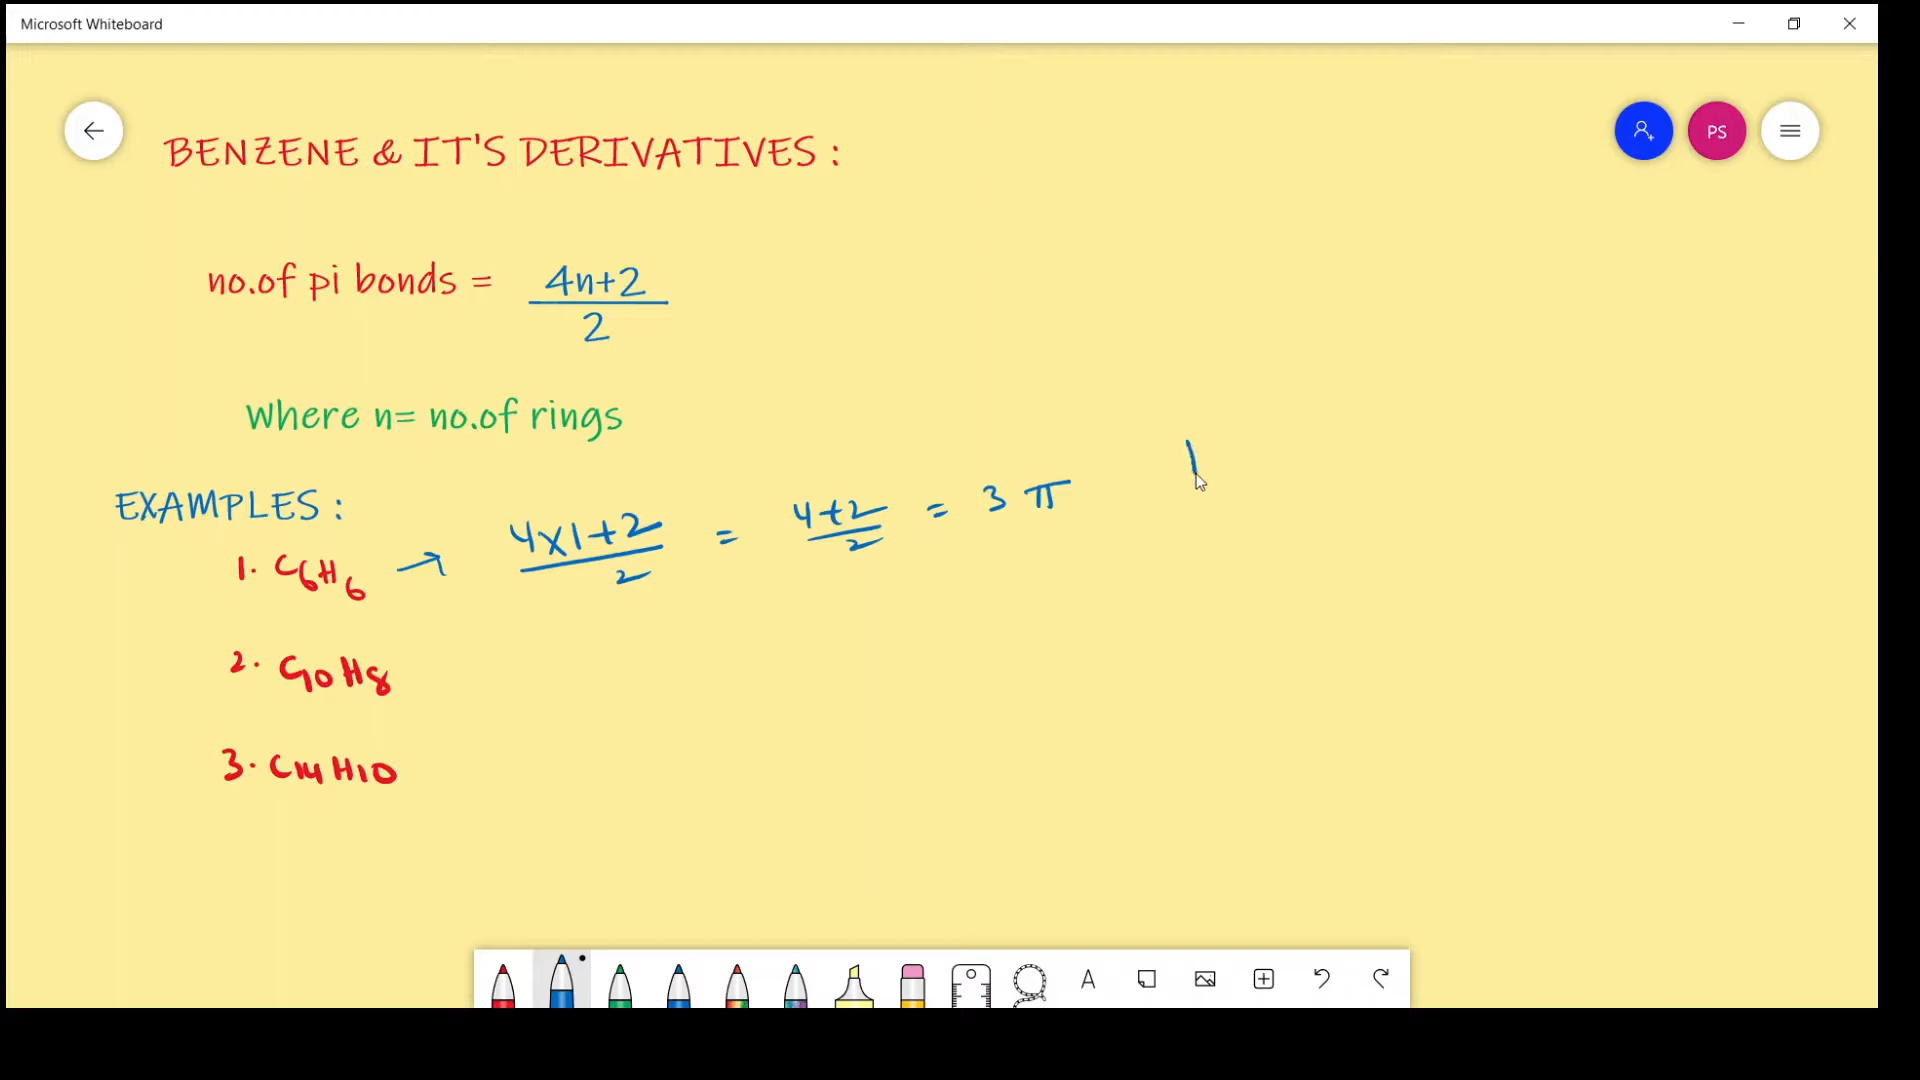 Microsoft Whiteboard
PS
BENZENE & IT'S DERIVATIVES :
no.of pi bonds = 4n+2
2
Where n= no.of rings
EXAMPLES :
1. C6H6 → 4x1+2 = 4+2 = 3 π
2 2
2. C10H8
3. C14H10
A